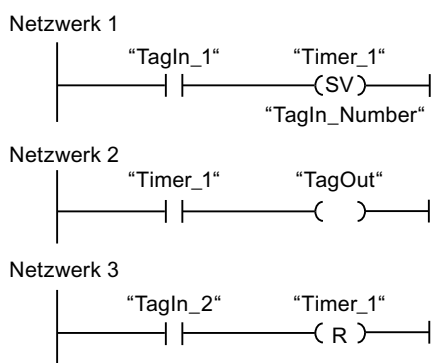 Netzwerk 1
“TagIn_1“ “Timer_1“
SV
“TagIn_Number“
Netzwerk 2
“Timer_1“ “TagOut“
Netzwerk 3
“TagIn_2“ “Timer_1“
R